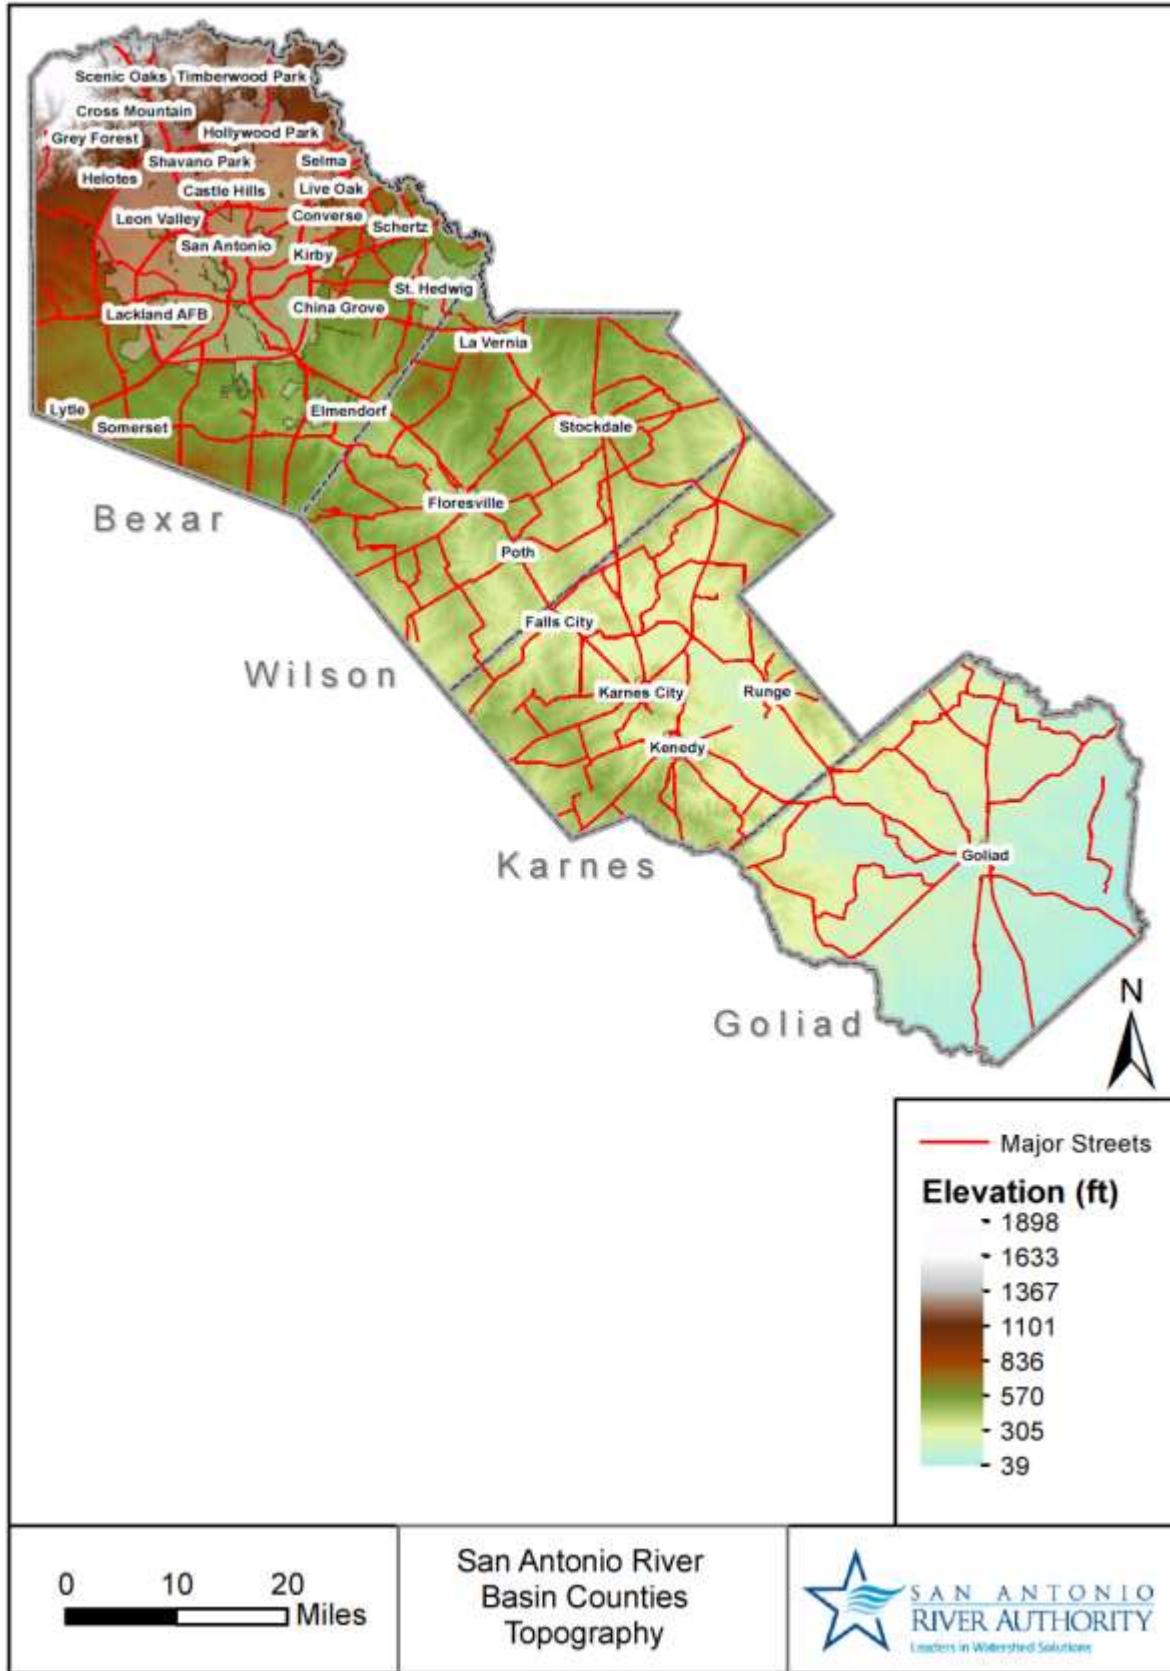 Scenic Oaks
Timberwood Park
Cross Mountain
Grey Forest
Hollywood Park
Shavano Park
Selma
Helotes
Castle Hills
Live Oak
Leon Valley
Converse
Schertz
San Antonio
Kirby
St. Hedwig
Lackland AFB
China Grove
La Vernia
Lytle
Elmendorf
Somerset
Stockdale
Floresville
Bexar
Poth
Falls City
Wilson
Karnes City
Runge
Kenedy
Karnes
Goliad
Goliad
N
Major Streets
Elevation (ft)
1898
1633
1367
1101
836
570
305
39
0 10 20
Miles
San Antonio River
Basin Counties
Topography
SAN ANTONIO
RIVER AUTHORITY
Leaders in Watershed Solutions